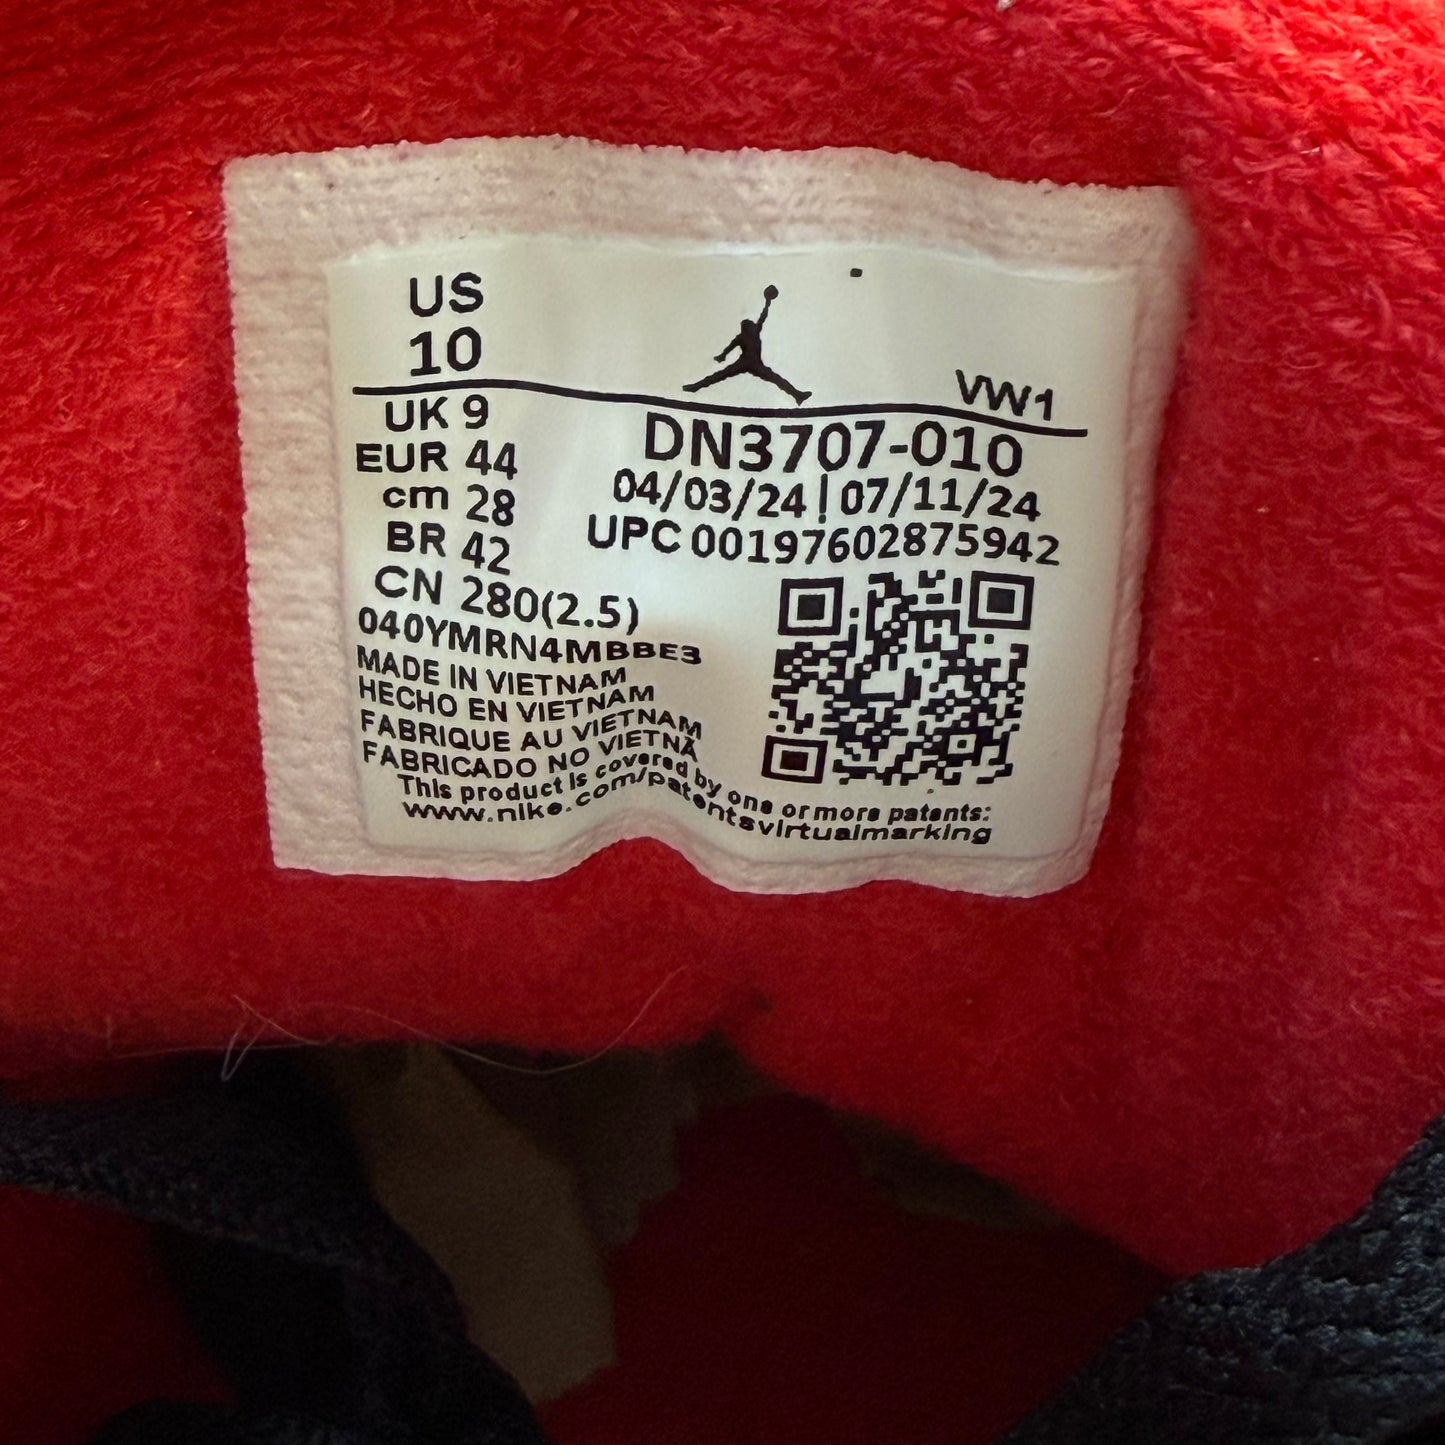 US
10
VW1
UK 9
EUR 44
cm 28
BR 42
CN 280(2.5)
DN3707-010
04/03/24 | 07/11/24
UPC 00197602875942
040YMRN4MBBE3
MADE IN VIETNAM
HECHO EN VIETNAM
FABRIQUE AU VIETNAM
FABRICADO NO VIETNÃ
This product is covered by one or more patents:
www.nike.com/patentsvirtualmarking